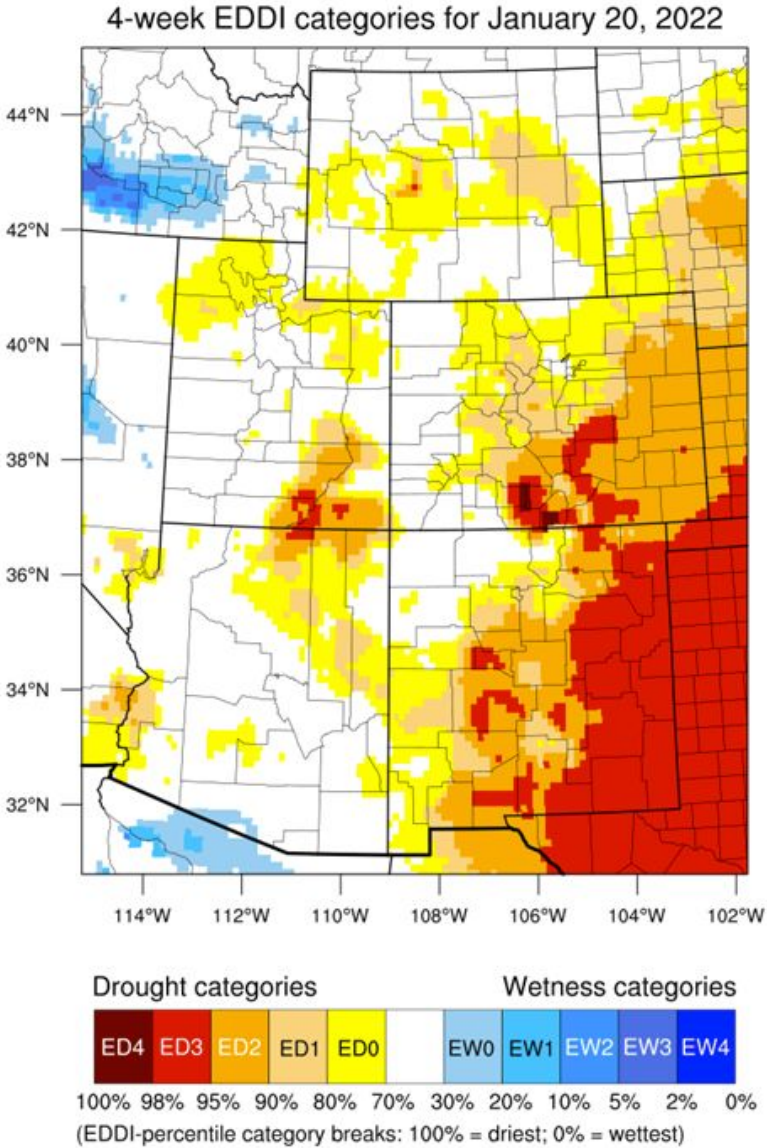 4-week EDDI categories for January 20, 2022
44°N
42°N
40°N
38°N
36°N
34°N
32°N
114°W 112°W 110°W 108°W 106°W 104°W 102°W
Drought categories Wetness categories
ED4 ED3 ED2 ED1 ED0 EW0 EW1 EW2 EW3 EW4
100% 98% 95% 90% 80% 70% 30% 20% 10% 5% 2% 0%
(EDDI-percentile category breaks: 100% = driest; 0% = wettest)